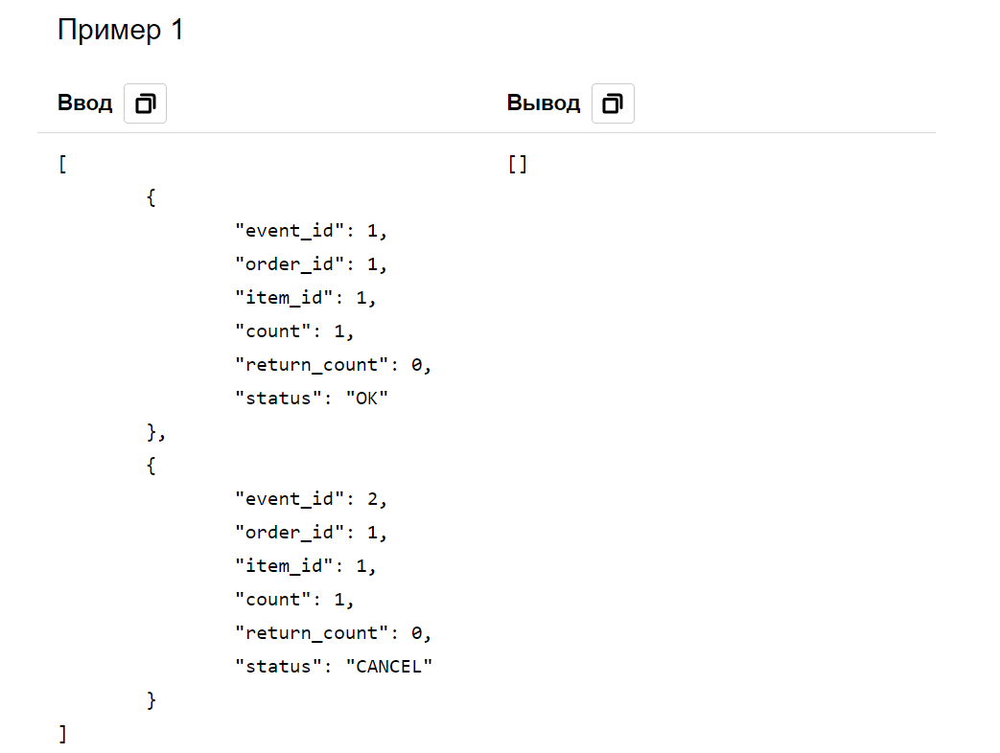 Пример 1
Ввод
Вывод
[
{
"event_id": 1,
"order_id": 1,
"item_id": 1,
"count": 1,
"return_count": 0,
"status": "OK"
},
{
"event_id": 2,
"order_id": 1,
"item_id": 1,
"count": 1,
"return_count": 0,
"status": "CANCEL"
}
]
[]